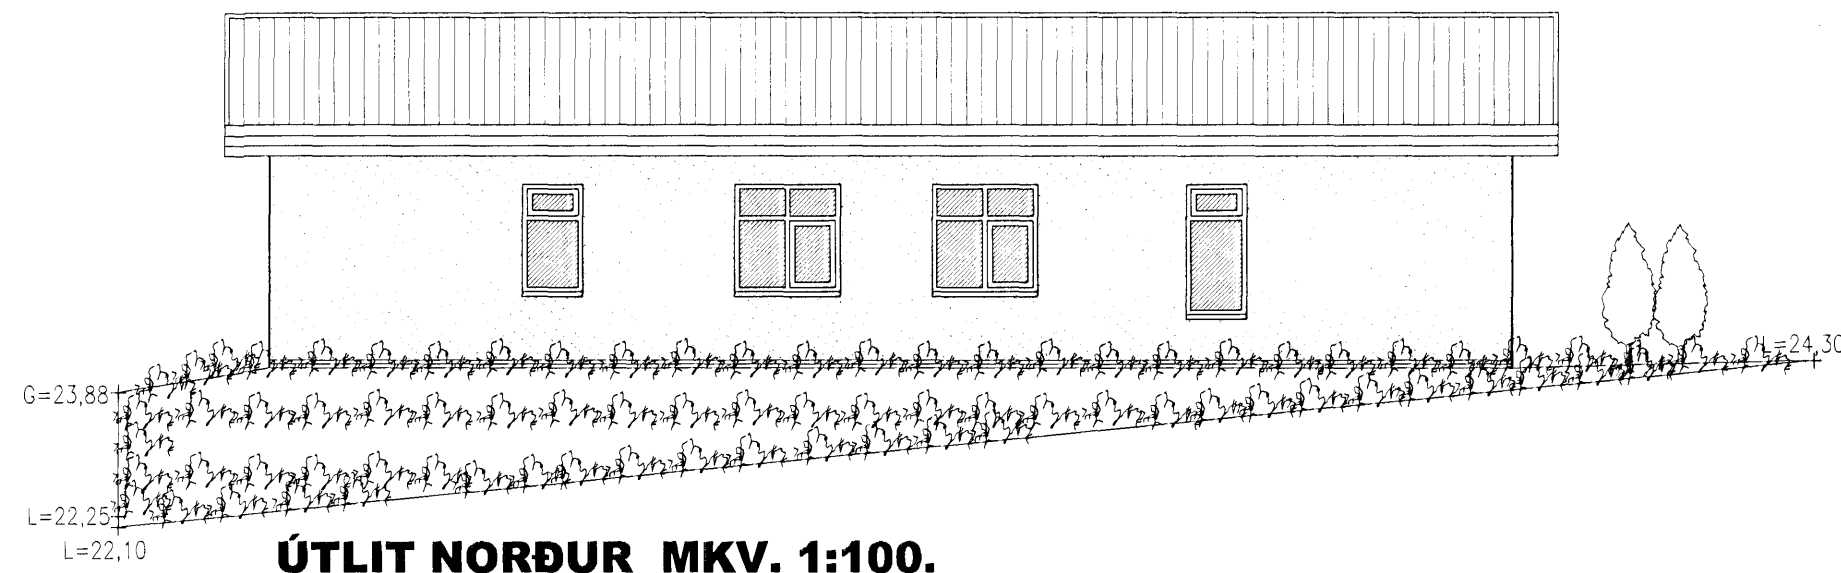 L=24,30
G=23,88
L=22,25
L=22,10
ÚTLIT NORÐUR MKV. 1:100.